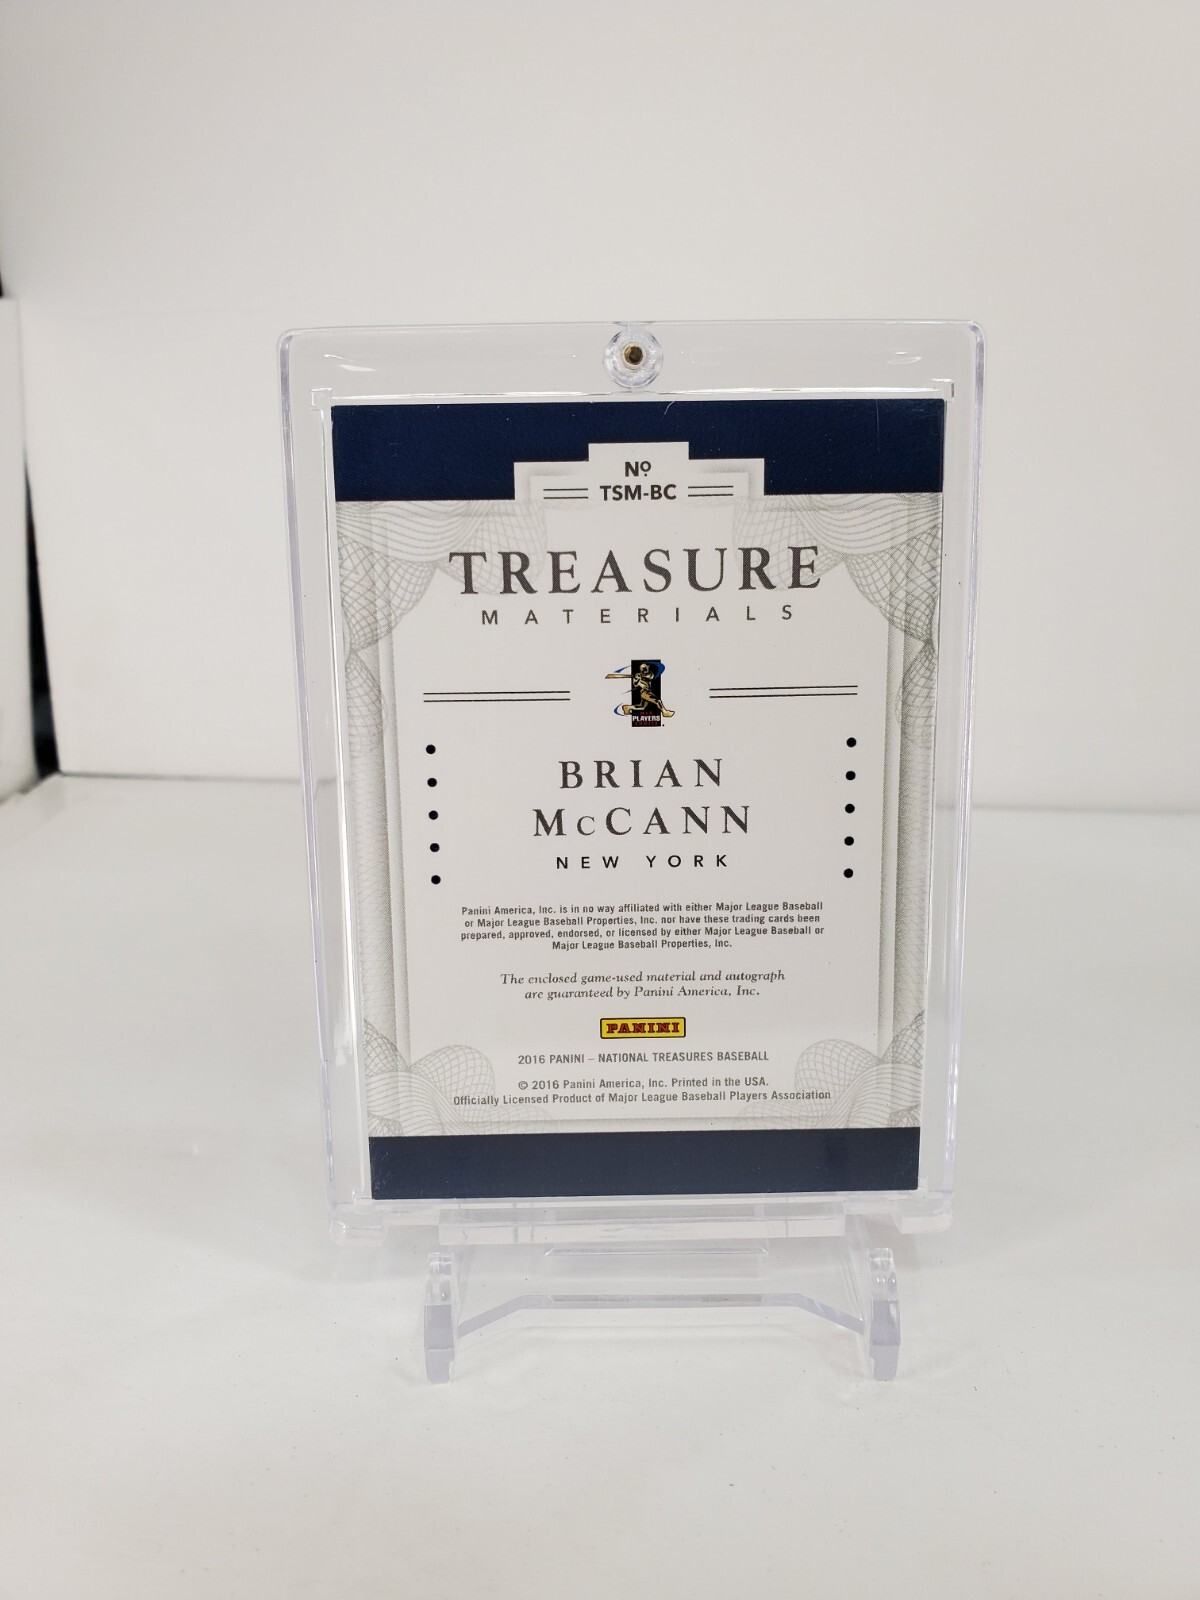 Nº
TSM-BC
TREASURE
MATERIALS
PLAYERS
BRIAN
McCANN
NEW YORK
Panini America, Inc. is in no way affiliated with either Major League Baseball
or Major League Baseball Properties, Inc. nor have these trading cards been
prepared, approved, endorsed, or licensed by either Major League Baseball or
Major League Baseball Properties, Inc.
The enclosed game-used material and autograph
are guaranteed by Panini America, Inc.
PANINI
2016 PANINI – NATIONAL TREASURES BASEBALL
© 2016 Panini America, Inc. Printed in the USA.
Officially Licensed Product of Major League Baseball Players Association